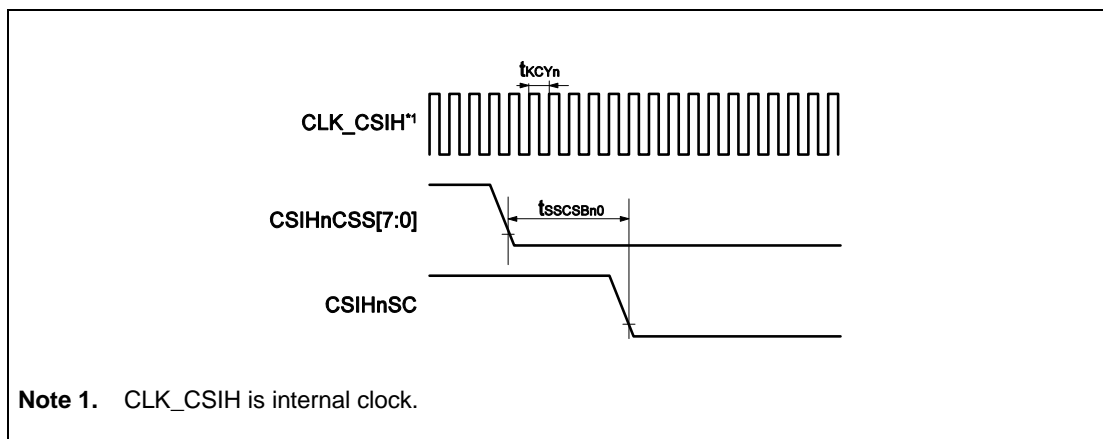 tKCYn
CLK_CSIH*1
CSIHnCSS[7:0]
tSSCSBn0
CSIHnSC
Note 1. CLK_CSIH is internal clock.